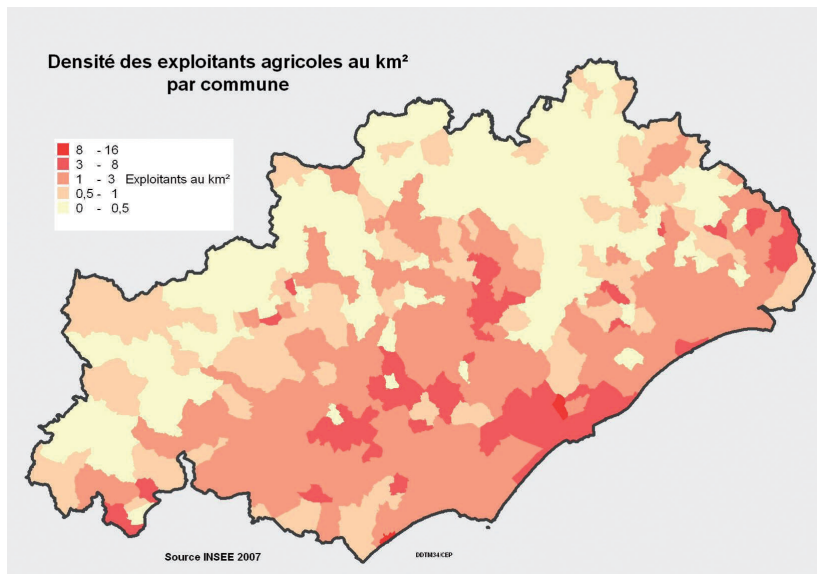 Densité des exploitants agricoles au km²
par commune
8 - 16
3 - 8
1 - 3 Exploitants au km²
0,5 - 1
0 - 0,5
Source INSEE 2007
DDTM34/CEP